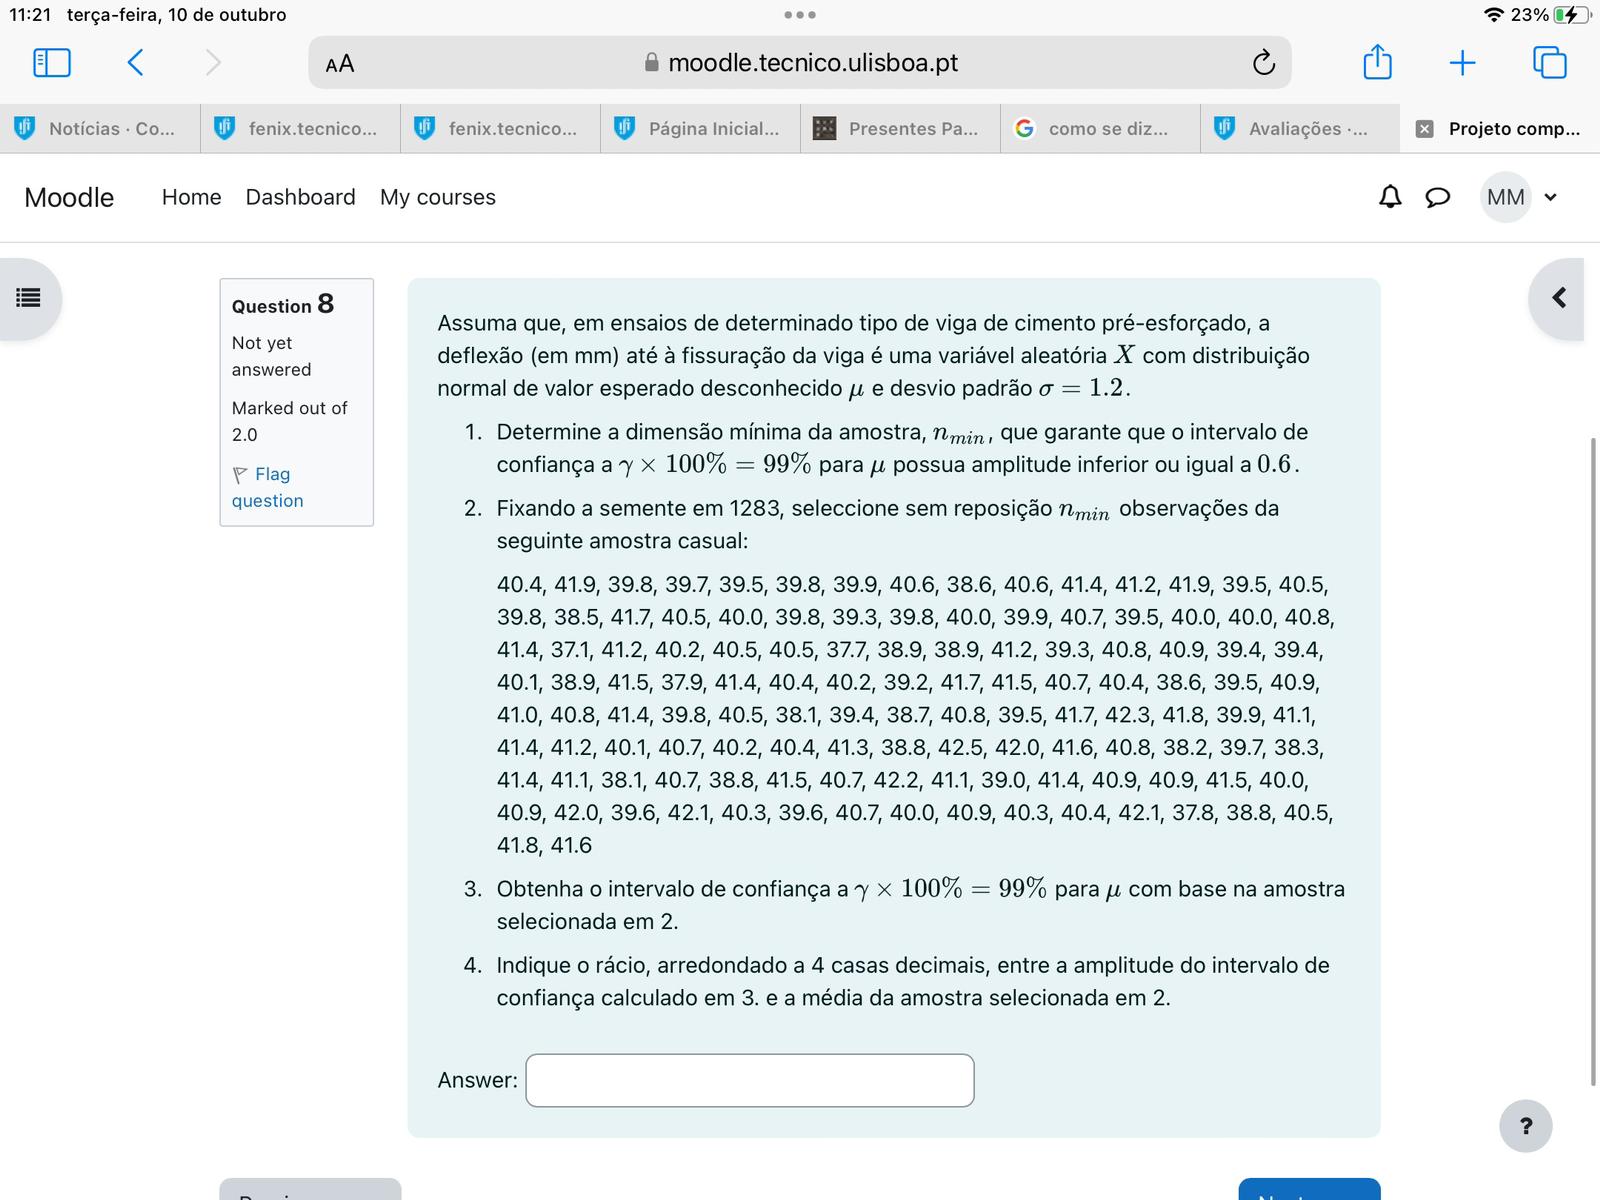 11:21 terça-feira, 10 de outubro
23%
AA
moodle.tecnico.ulisboa.pt
Notícias · Co...
fenix.tecnico...
fenix.tecnico...
Página Inicial...
Presentes Pa...
como se diz...
Avaliações ·...
Projeto comp...
Moodle
Home
Dashboard
My courses
MM
Question 8
Not yet
answered
Marked out of
2.0
Flag
question
Assuma que, em ensaios de determinado tipo de viga de cimento pré-esforçado, a
deflexão (em mm) até à fissuração da viga é uma variável aleatória X com distribuição
normal de valor esperado desconhecido μ e desvio padrão σ = 1.2.
1. Determine a dimensão mínima da amostra, n_min, que garante que o intervalo de
confiança a γ × 100% = 99% para μ possua amplitude inferior ou igual a 0.6.
2. Fixando a semente em 1283, seleccione sem reposição n_min observações da
seguinte amostra casual:
40.4, 41.9, 39.8, 39.7, 39.5, 39.8, 39.9, 40.6, 38.6, 40.6, 41.4, 41.2, 41.9, 39.5, 40.5,
39.8, 38.5, 41.7, 40.5, 40.0, 39.8, 39.3, 39.8, 40.0, 39.9, 40.7, 39.5, 40.0, 40.0, 40.8,
41.4, 37.1, 41.2, 40.2, 40.5, 40.5, 37.7, 38.9, 38.9, 41.2, 39.3, 40.8, 40.9, 39.4, 39.4,
40.1, 38.9, 41.5, 37.9, 41.4, 40.4, 40.2, 39.2, 41.7, 41.5, 40.7, 40.4, 38.6, 39.5, 40.9,
41.0, 40.8, 41.4, 39.8, 40.5, 38.1, 39.4, 38.7, 40.8, 39.5, 41.7, 42.3, 41.8, 39.9, 41.1,
41.4, 41.2, 40.1, 40.7, 40.2, 40.4, 41.3, 38.8, 42.5, 42.0, 41.6, 40.8, 38.2, 39.7, 38.3,
41.4, 41.1, 38.1, 40.7, 38.8, 41.5, 40.7, 42.2, 41.1, 39.0, 41.4, 40.9, 40.9, 41.5, 40.0,
40.9, 42.0, 39.6, 42.1, 40.3, 39.6, 40.7, 40.0, 40.9, 40.3, 40.4, 42.1, 37.8, 38.8, 40.5,
41.8, 41.6
3. Obtenha o intervalo de confiança a γ × 100% = 99% para μ com base na amostra
selecionada em 2.
4. Indique o rácio, arredondado a 4 casas decimais, entre a amplitude do intervalo de
confiança calculado em 3. e a média da amostra selecionada em 2.
Answer:
?